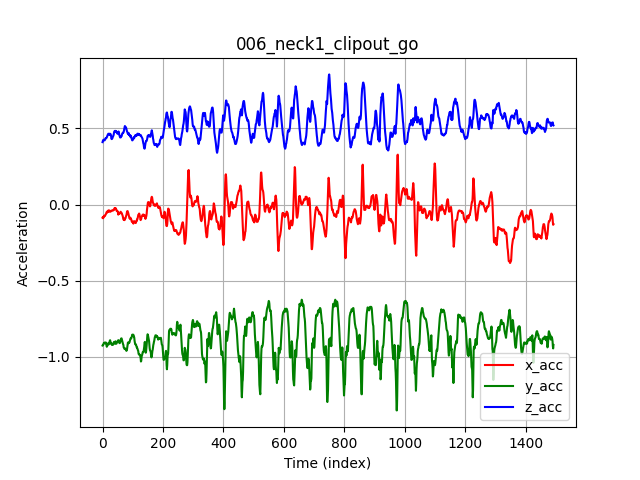 006_neck1_clipout_go
Acceleration
0.5
0.0
−0.5
−1.0
0 200 400 600 800 1000 1200 1400
Time (index)
x_acc
y_acc
z_acc